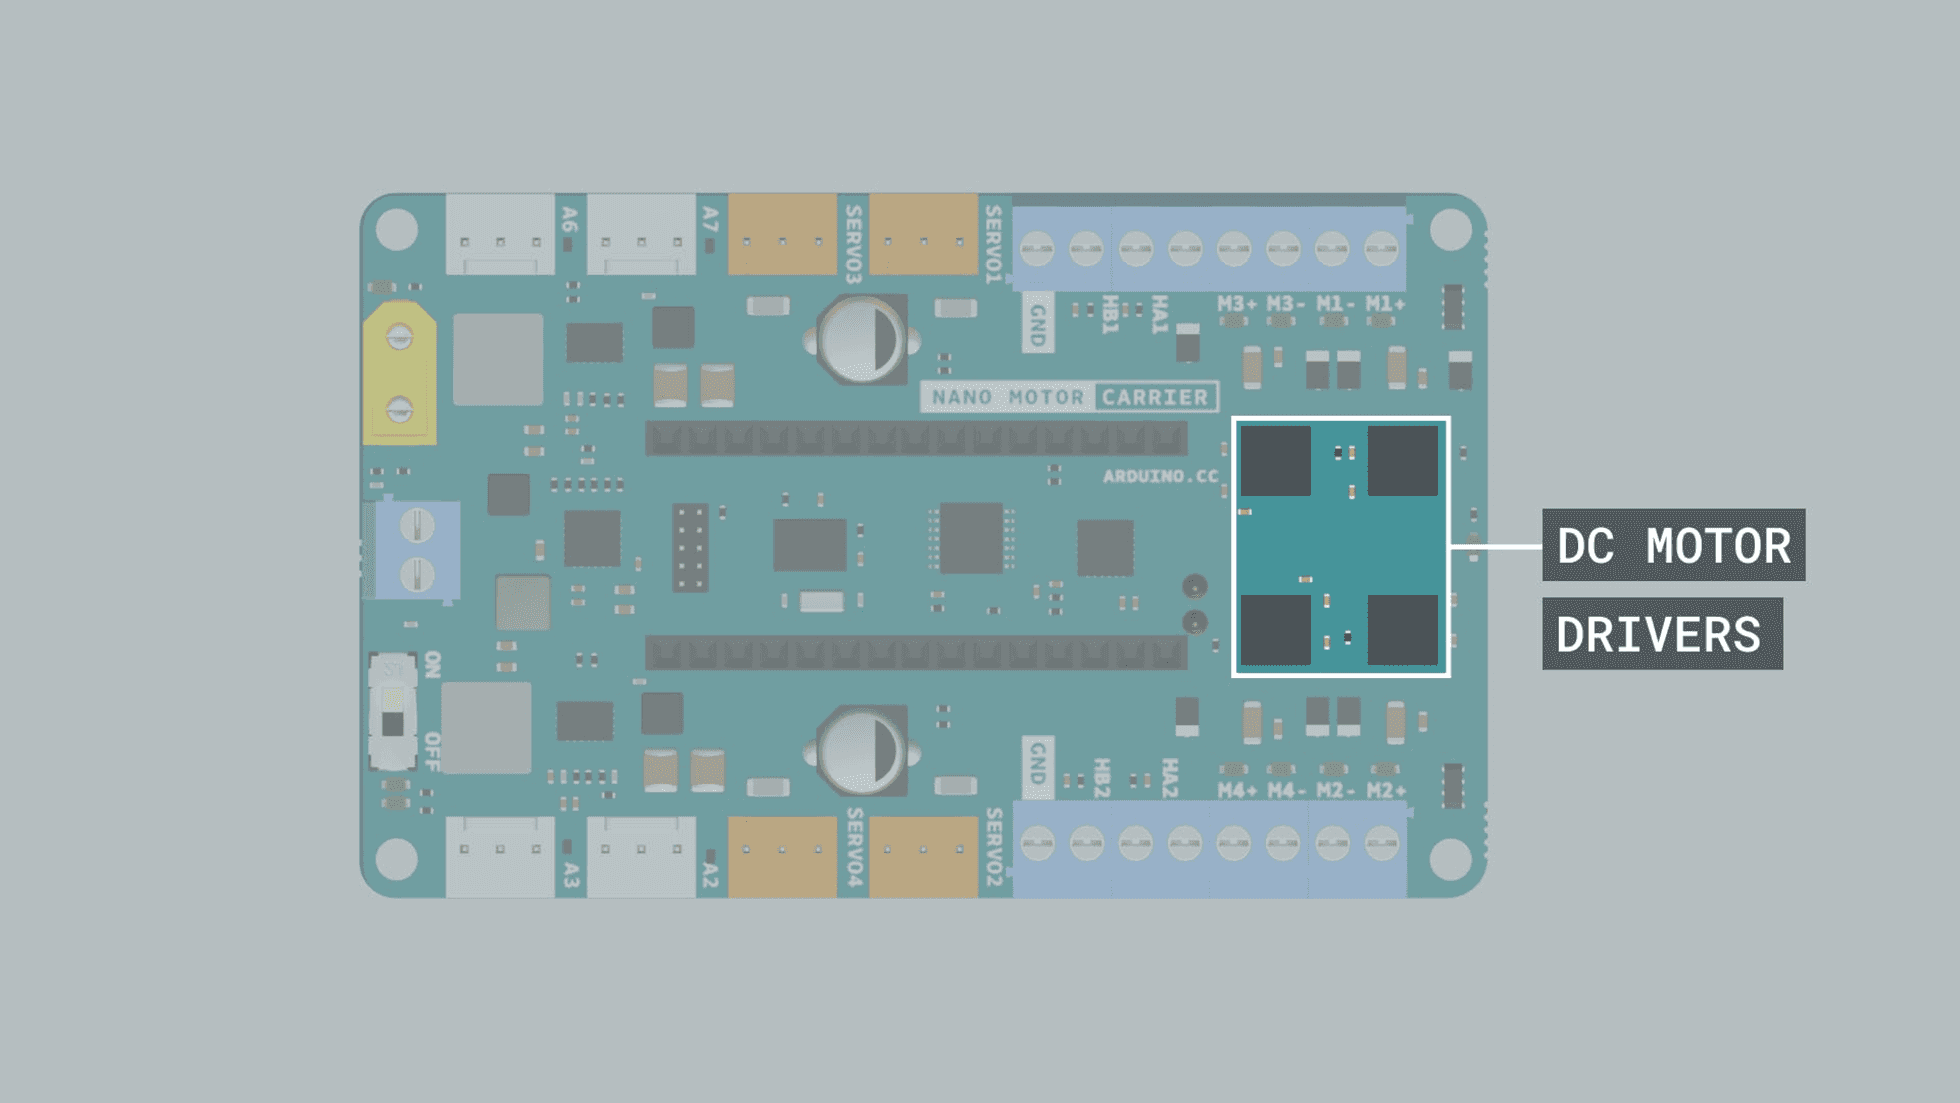 A6
A7
SERVO3
SERVO1
GND
HB1
HA1
M3+ M3- M1- M1+
NANO MOTOR CARRIER
ARDUINO.CC
DC MOTOR
DRIVERS
ON
OFF
GND
HB2
HA2
M4+ M4- M2- M2+
A3
A2
SERVO4
SERVO2